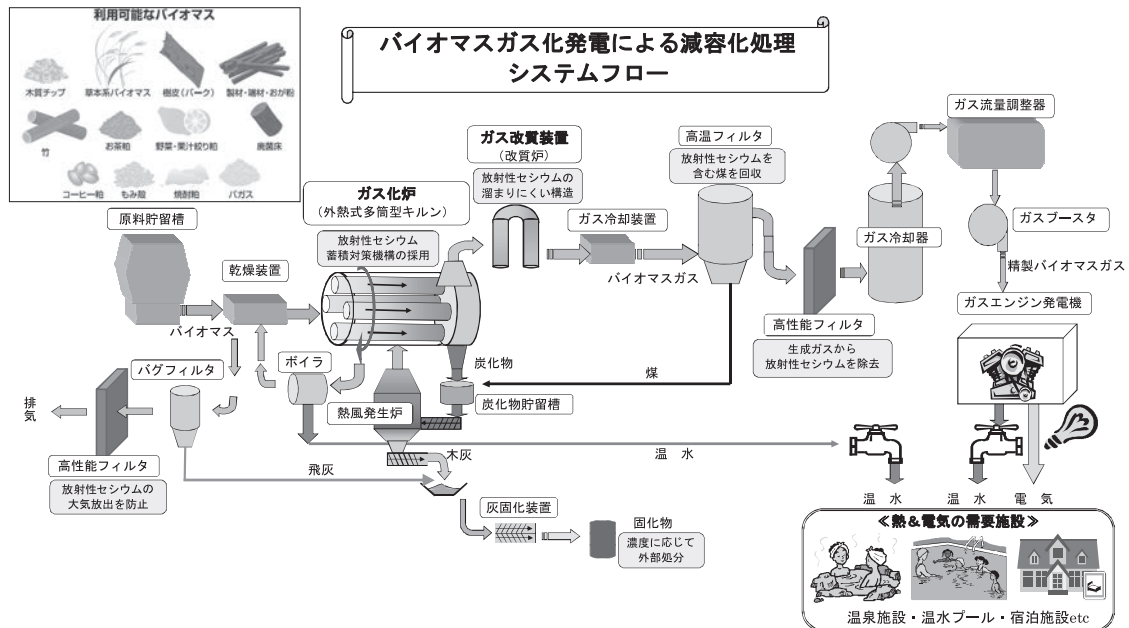 利用可能なバイオマス
木質チップ
草本系バイオマス
樹皮（バーク）
製材・端材・おが粉
竹
お茶粕
野菜・果汁絞り粕
廃菌床
コーヒー粕
もみ殻
焼酎粕
バガス
バイオマスガス化発電による減容化処理
システムフロー
原料貯留槽
バイオマス
乾燥装置
ガス化炉
（外熱式多筒型キルン）
放射性セシウム
蓄積対策機構の採用
ガス改質装置
（改質炉）
放射性セシウムの
溜まりにくい構造
ガス冷却装置
バイオマスガス
高温フィルタ
放射性セシウムを
含む煤を回収
高性能フィルタ
生成ガスから
放射性セシウムを除去
ガス冷却器
ガス流量調整器
ガスブースタ
精製バイオマスガス
ガスエンジン発電機
ボイラ
熱風発生炉
炭化物
炭化物貯留槽
煤
バグフィルタ
排気
高性能フィルタ
放射性セシウムの
大気放出を防止
飛灰
木灰
温　水
灰固化装置
固化物
濃度に応じて
外部処分
温　水
温　水
電　気
≪熱＆電気の需要施設≫
温泉施設・温水プール・宿泊施設etc